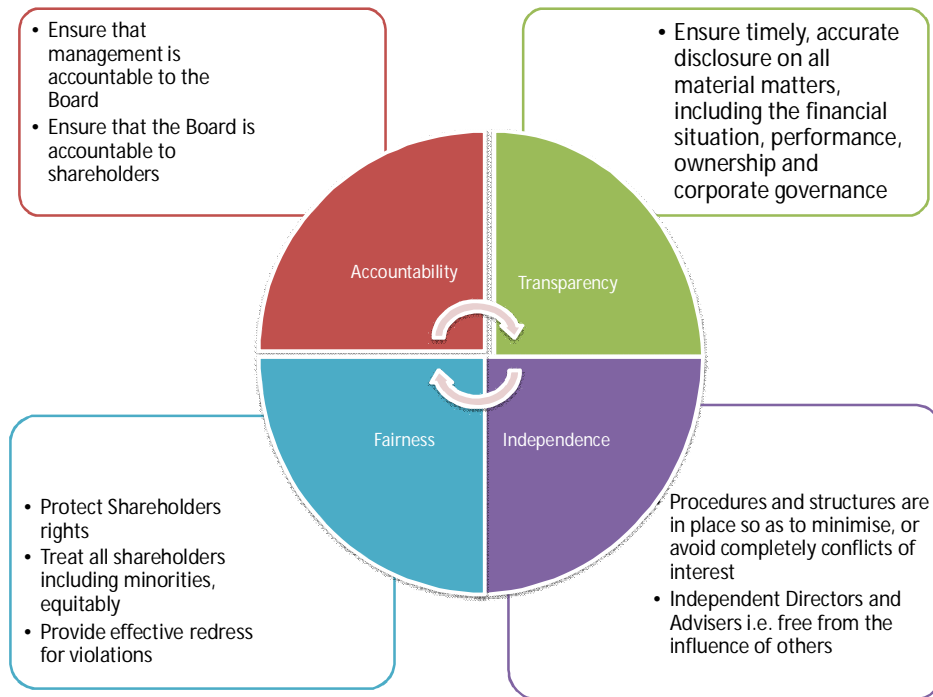 • Ensure that
management is
accountable to the
Board
• Ensure that the Board is
accountable to
shareholders
• Ensure timely, accurate
disclosure on all
material matters,
including the financial
situation, performance,
ownership and
corporate governance
Accountability
Transparency
Fairness
Independence
• Protect Shareholders
rights
• Treat all shareholders
including minorities,
equitably
• Provide effective redress
for violations
• Procedures and structures are
in place so as to minimise, or
avoid completely conflicts of
interest
• Independent Directors and
Advisers i.e. free from the
influence of others